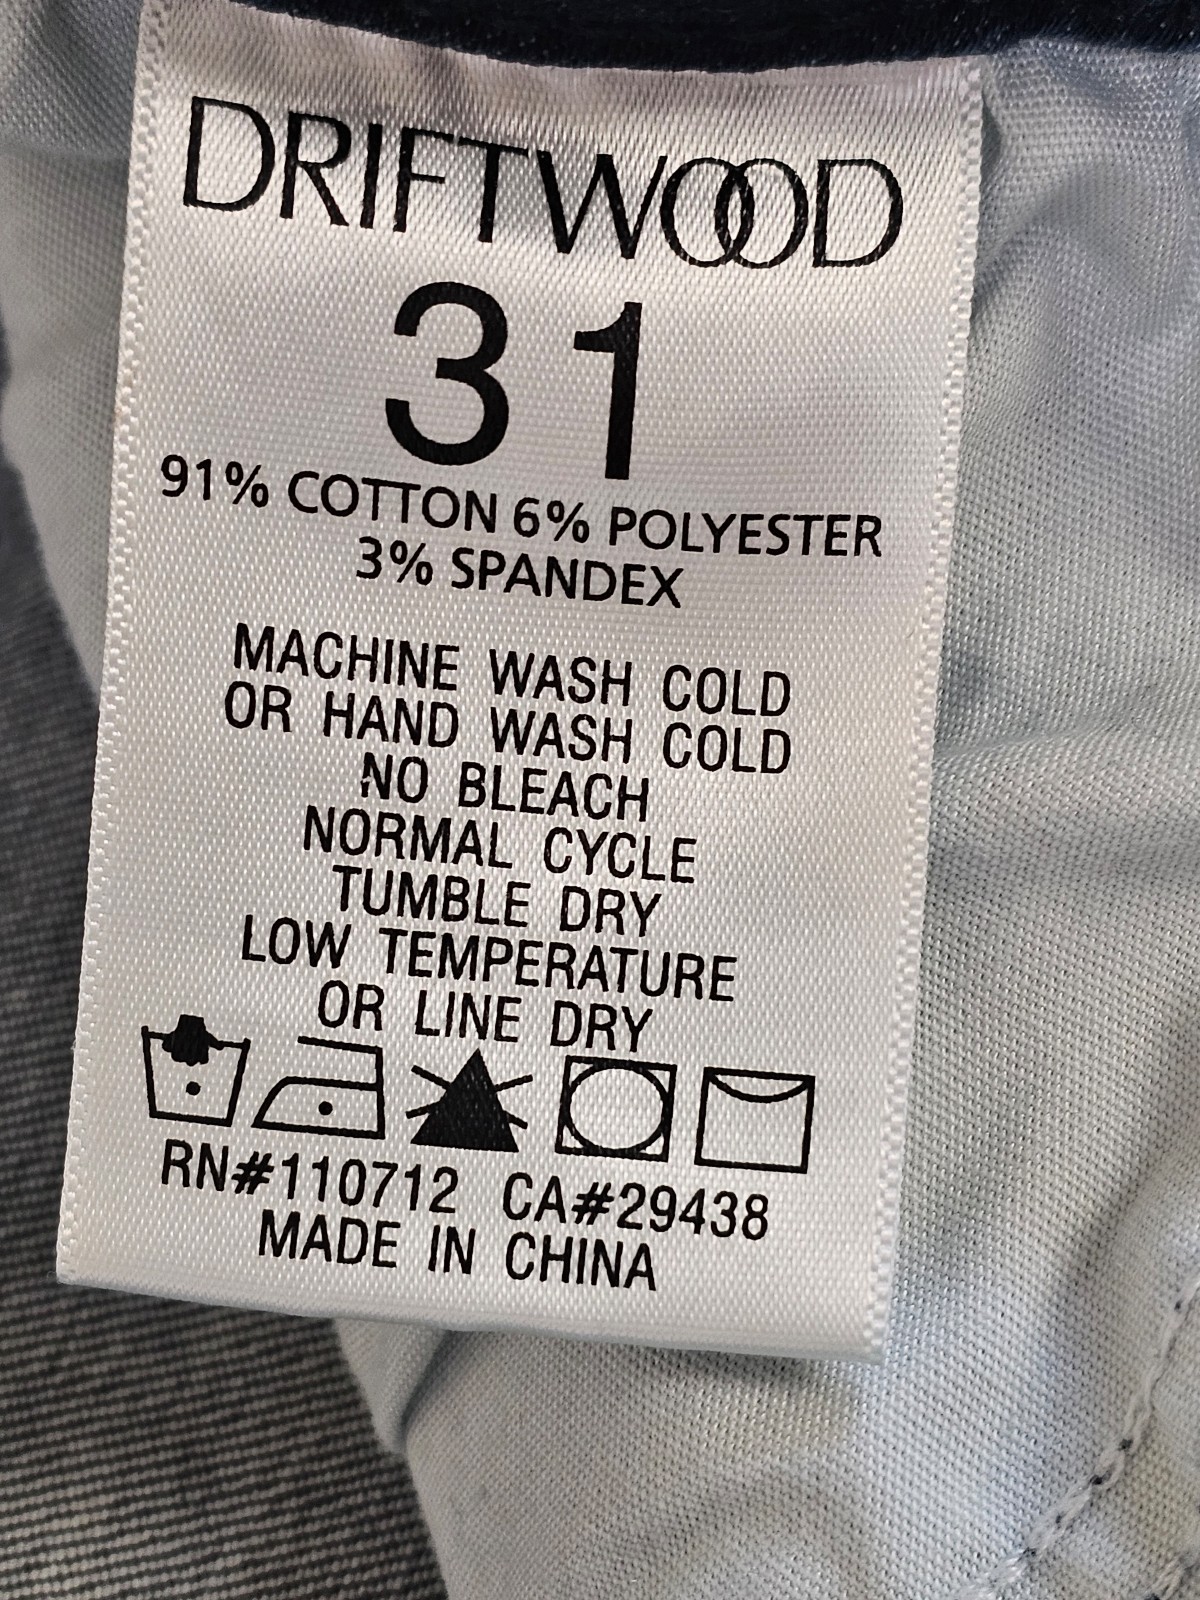 DRIFTWOOD
31
91% COTTON 6% POLYESTER
3% SPANDEX
MACHINE WASH COLD
OR HAND WASH COLD
NO BLEACH
NORMAL CYCLE
TUMBLE DRY
LOW TEMPERATURE
OR LINE DRY
RN#110712 CA#29438
MADE IN CHINA